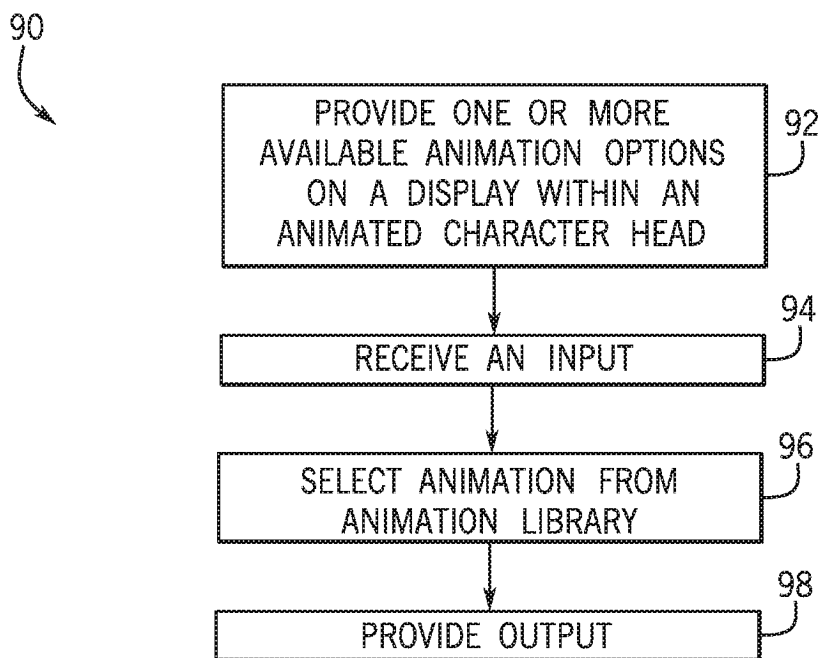 90
PROVIDE ONE OR MORE
AVAILABLE ANIMATION OPTIONS
ON A DISPLAY WITHIN AN
ANIMATED CHARACTER HEAD
92
RECEIVE AN INPUT
94
SELECT ANIMATION FROM
ANIMATION LIBRARY
96
PROVIDE OUTPUT
98